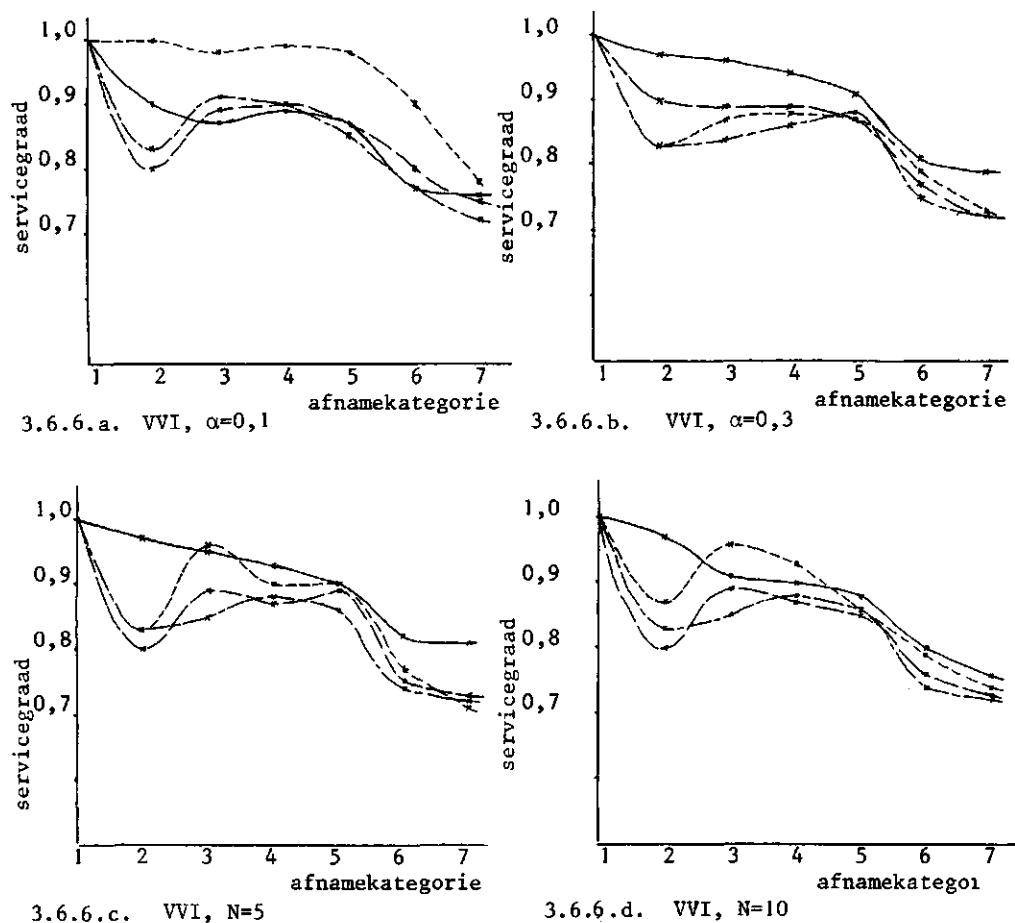 1,0
0,9
0,8
0,7
servicegraad
1 2 3 4 5 6 7
afnamekategorie
3.6.6.a. VVI, α=0,1
1,0
0,9
0,8
0,7
servicegraad
1 2 3 4 5 6 7
afnamekategorie
3.6.6.b. VVI, α=0,3
1,0
0,9
0,8
0,7
servicegraad
1 2 3 4 5 6 7
afnamekategorie
3.6.6.c. VVI, N=5
1,0
0,9
0,8
0,7
servicegraad
1 2 3 4 5 6 7
afnamekategoı
3.6.6.d. VVI, N=10